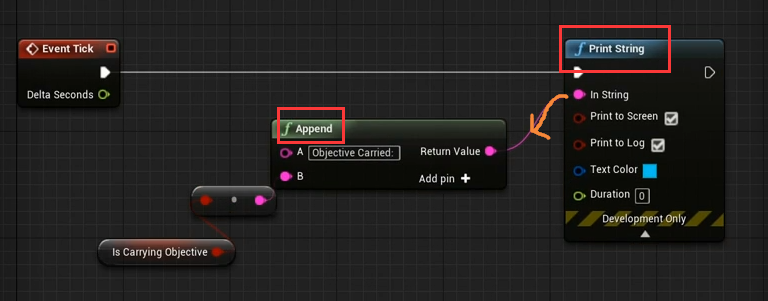 Event Tick
Delta Seconds
Append
A Objective Carried: Return Value
B Add pin
Is Carrying Objective
f Print String
In String
Print to Screen
Print to Log
Text Color
Duration 0
Development Only